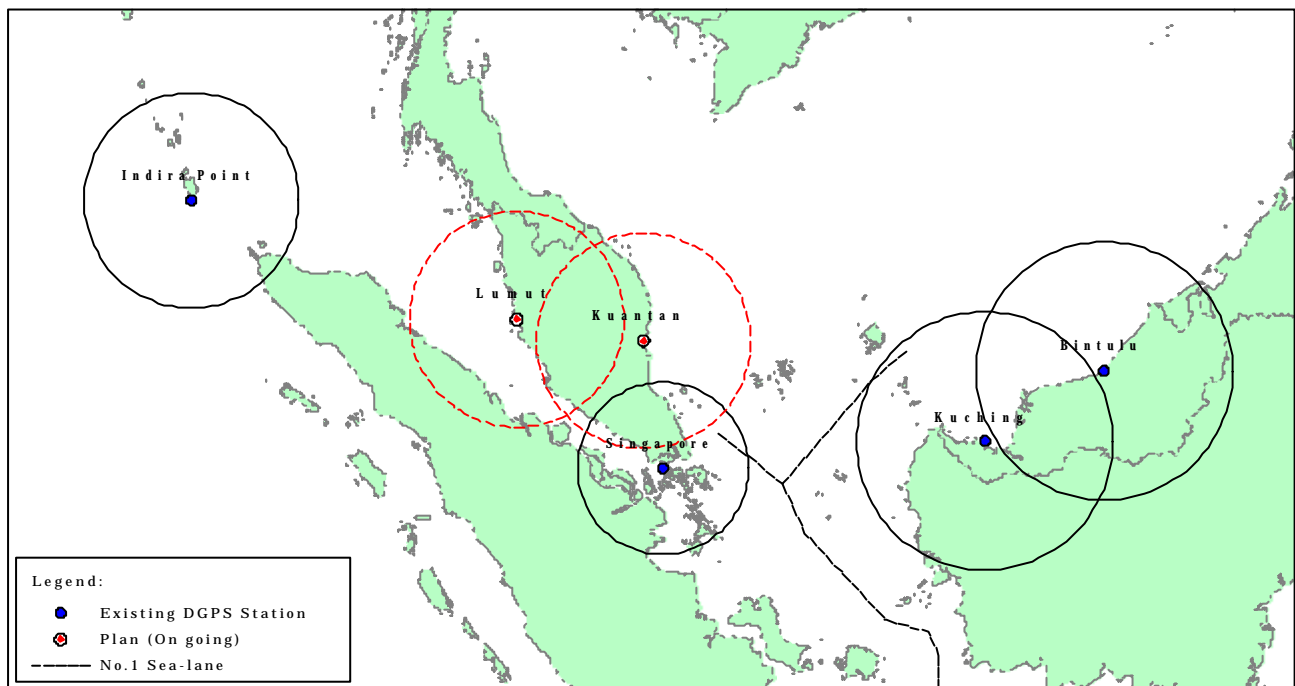 Indira Point
Lumut
Kuantan
Bintulu
Kuching
Singapore
Legend:
Existing DGPS Station
Plan (On going)
No.1 Sea-lane